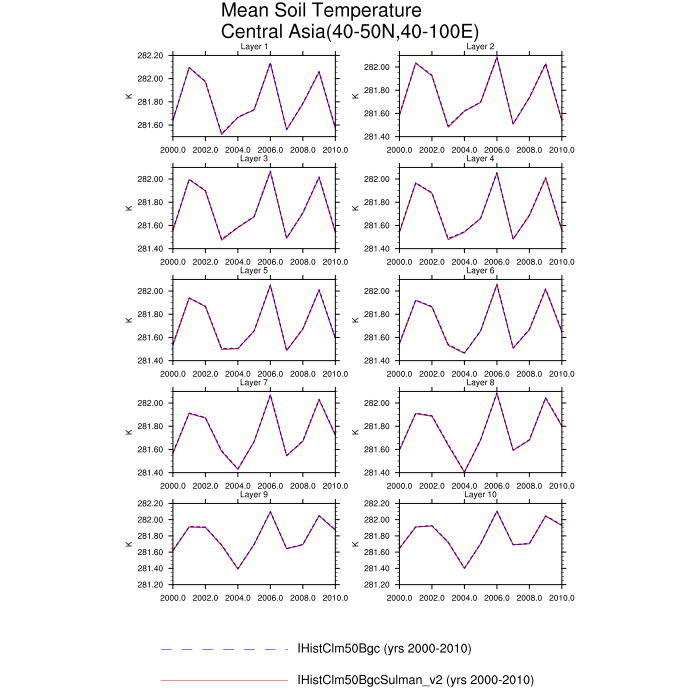 Mean Soil Temperature
Central Asia(40-50N,40-100E)
Layer 1
Layer 2
282.20
282.00
281.80
281.60
K
2000.0 2002.0 2004.0 2006.0 2008.0 2010.0
282.00
281.80
281.60
281.40
K
2000.0 2002.0 2004.0 2006.0 2008.0 2010.0
Layer 3
Layer 4
282.00
281.80
281.60
281.40
K
2000.0 2002.0 2004.0 2006.0 2008.0 2010.0
282.00
281.80
281.60
281.40
K
2000.0 2002.0 2004.0 2006.0 2008.0 2010.0
Layer 5
Layer 6
282.00
281.80
281.60
281.40
K
2000.0 2002.0 2004.0 2006.0 2008.0 2010.0
282.00
281.80
281.60
281.40
K
2000.0 2002.0 2004.0 2006.0 2008.0 2010.0
Layer 7
Layer 8
282.00
281.80
281.60
281.40
K
2000.0 2002.0 2004.0 2006.0 2008.0 2010.0
282.00
281.80
281.60
281.40
K
2000.0 2002.0 2004.0 2006.0 2008.0 2010.0
Layer 9
Layer 10
282.20
282.00
281.80
281.60
281.40
281.20
K
2000.0 2002.0 2004.0 2006.0 2008.0 2010.0
282.20
282.00
281.80
281.60
281.40
281.20
K
2000.0 2002.0 2004.0 2006.0 2008.0 2010.0
IHistClm50Bgc (yrs 2000-2010)
IHistClm50BgcSulman_v2 (yrs 2000-2010)